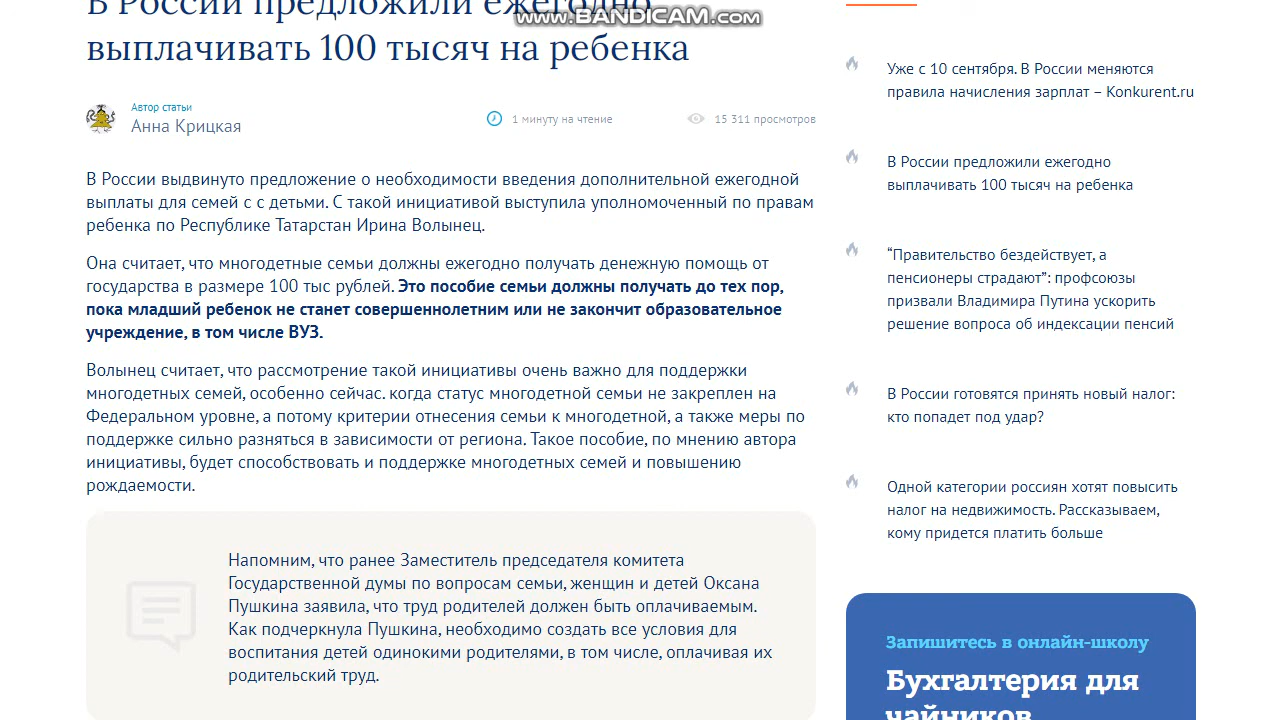 В России предложили ежегодно
www.BANDICAM.com
выплачивать 100 тысяч на ребенка
Автор статьи
Анна Крицкая
1 минуту на чтение
15 311 просмотров
В России выдвинуто предложение о необходимости введения дополнительной ежегодной
выплаты для семей с с детьми. С такой инициативой выступила уполномоченный по правам
ребенка по Республике Татарстан Ирина Волынец.
Она считает, что многодетные семьи должны ежегодно получать денежную помощь от
государства в размере 100 тыс рублей. Это пособие семьи должны получать до тех пор,
пока младший ребенок не станет совершеннолетним или не закончит образовательное
учреждение, в том числе ВУЗ.
Волынец считает, что рассмотрение такой инициативы очень важно для поддержки
многодетных семей, особенно сейчас. когда статус многодетной семьи не закреплен на
Федеральном уровне, а потому критерии отнесения семьи к многодетной, а также меры по
поддержке сильно разняться в зависимости от региона. Такое пособие, по мнению автора
инициативы, будет способствовать и поддержке многодетных семей и повышению
рождаемости.
Напомним, что ранее Заместитель председателя комитета
Государственной думы по вопросам семьи, женщин и детей Оксана
Пушкина заявила, что труд родителей должен быть оплачиваемым.
Как подчеркнула Пушкина, необходимо создать все условия для
воспитания детей одинокими родителями, в том числе, оплачивая их
родительский труд.
Уже с 10 сентября. В России меняются
правила начисления зарплат – Konkurent.ru
В России предложили ежегодно
выплачивать 100 тысяч на ребенка
“Правительство бездействует, а
пенсионеры страдают”: профсоюзы
призвали Владимира Путина ускорить
решение вопроса об индексации пенсий
В России готовятся принять новый налог:
кто попадет под удар?
Одной категории россиян хотят повысить
налог на недвижимость. Рассказываем,
кому придется платить больше
Запишитесь в онлайн-школу
Бухгалтерия для
чайников